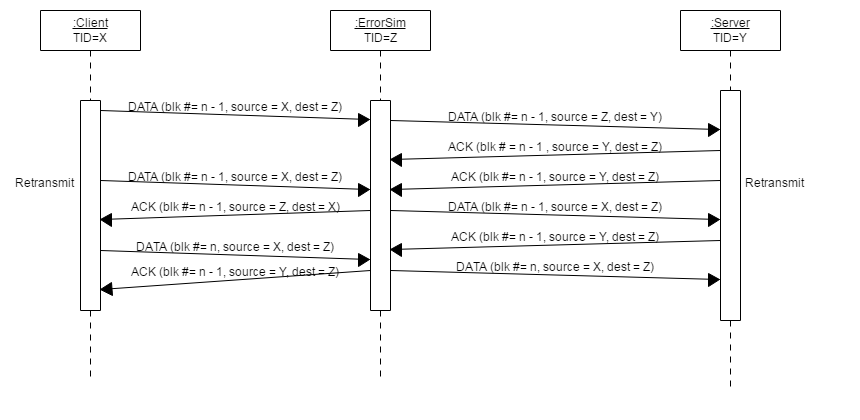 :Client
TID=X
:ErrorSim
TID=Z
:Server
TID=Y
DATA (blk #= n - 1, source = X, dest = Z)
DATA (blk #= n - 1, source = Z, dest = Y)
ACK (blk # = n - 1 , source = Y, dest = Z)
Retransmit
DATA (blk #= n - 1, source = X, dest = Z)
ACK (blk #= n - 1, source = Y, dest = Z)
Retransmit
ACK (blk #= n - 1, source = Z, dest = X)
DATA (blk #= n - 1, source = X, dest = Z)
DATA (blk #= n, source = X, dest = Z)
ACK (blk #= n - 1, source = Y, dest = Z)
ACK (blk #= n - 1, source = Y, dest = Z)
DATA (blk #= n, source = X, dest = Z)